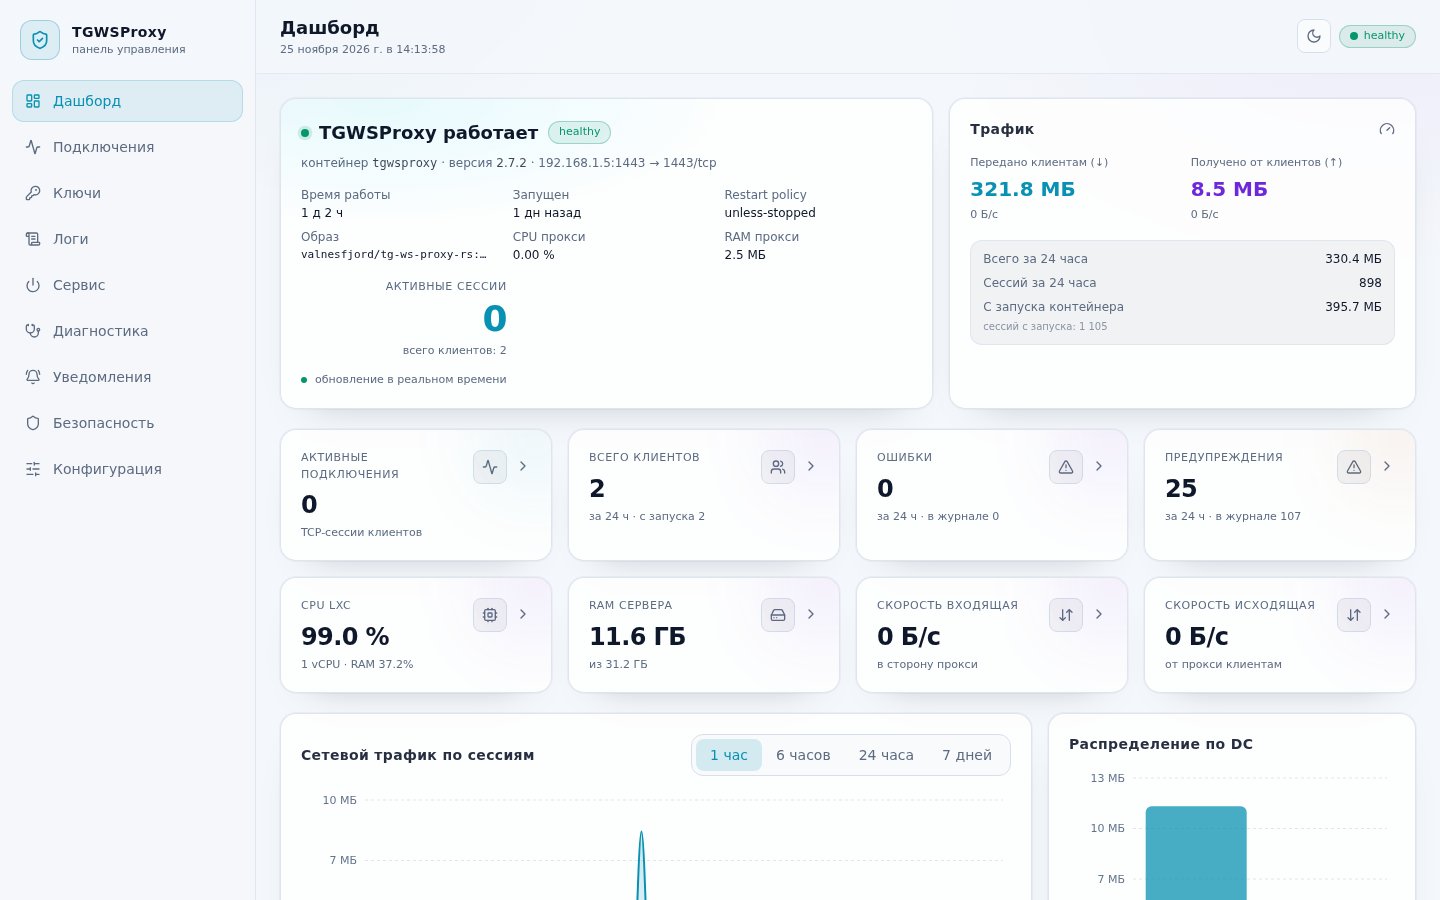 TGWSProxy
панель управления
Дашборд
Подключения
Ключи
Логи
Сервис
Диагностика
Уведомления
Безопасность
Конфигурация
Дашборд
25 ноября 2026 г. в 14:13:58
healthy
TGWSProxy работает
healthy
контейнер tgwsproxy · версия 2.7.2 · 192.168.1.5:1443 → 1443/tcp
Время работы
1 д 2 ч
Запущен
1 дн назад
Restart policy
unless-stopped
Образ
valnesfjord/tg-ws-proxy-rs:…
CPU прокси
0.00 %
RAM прокси
2.5 МБ
АКТИВНЫЕ СЕССИИ
0
всего клиентов: 2
обновление в реальном времени
Трафик
Передано клиентам (↓)
321.8 МБ
0 Б/с
Получено от клиентов (↑)
8.5 МБ
0 Б/с
Всего за 24 часа 330.4 МБ
Сессий за 24 часа 898
С запуска контейнера 395.7 МБ
сессий с запуска: 1 105
АКТИВНЫЕ
ПОДКЛЮЧЕНИЯ
0
TCP-сессии клиентов
ВСЕГО КЛИЕНТОВ
2
за 24 ч · с запуска 2
ОШИБКИ
0
за 24 ч · в журнале 0
ПРЕДУПРЕЖДЕНИЯ
25
за 24 ч · в журнале 107
CPU LXC
99.0 %
1 vCPU · RAM 37.2%
RAM СЕРВЕРА
11.6 ГБ
из 31.2 ГБ
СКОРОСТЬ ВХОДЯЩАЯ
0 Б/с
в сторону прокси
СКОРОСТЬ ИСХОДЯЩАЯ
0 Б/с
от прокси клиентам
Сетевой трафик по сессиям
1 час
6 часов
24 часа
7 дней
10 МБ
7 МБ
Распределение по DC
13 МБ
10 МБ
7 МБ